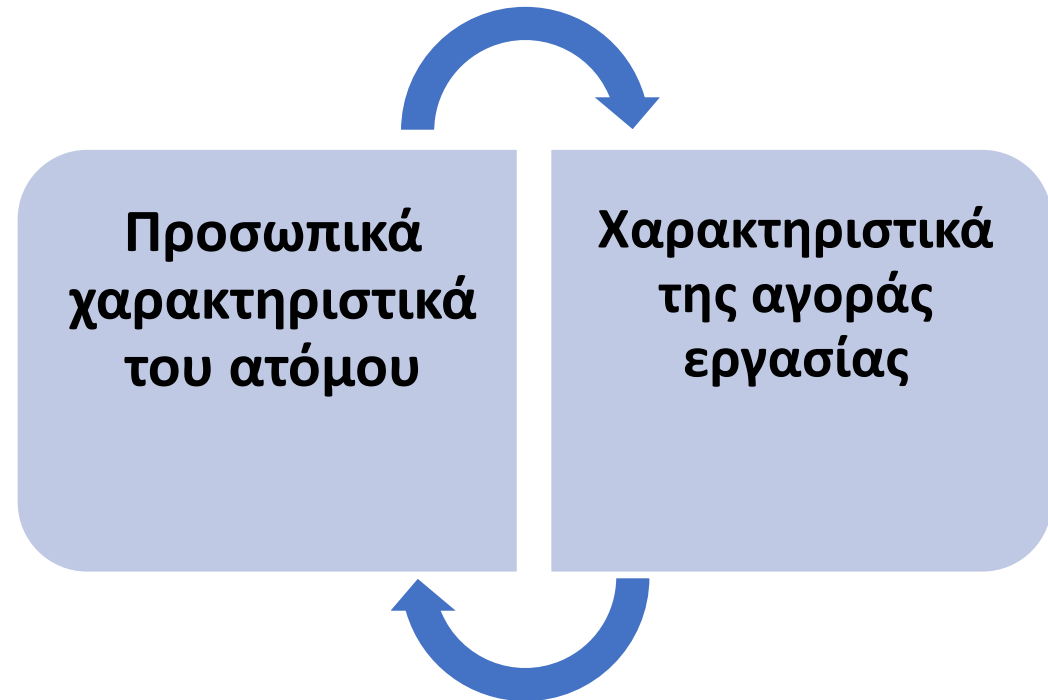 Προσωπικά
χαρακτηριστικά
του ατόμου
Χαρακτηριστικά
της αγοράς
εργασίας